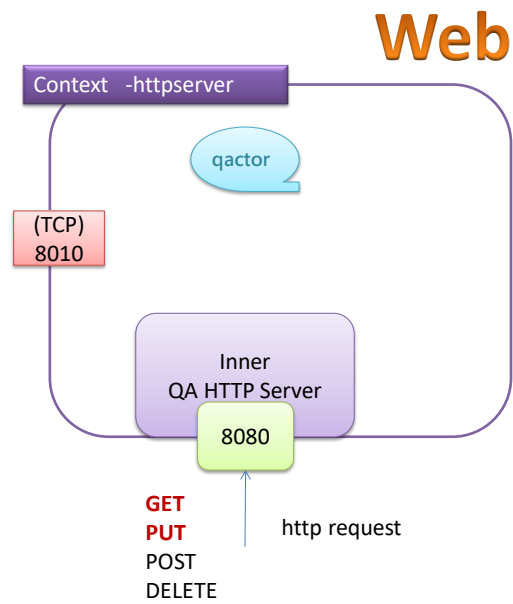 Web
Context -httpserver
qactor
(TCP)
8010
Inner
QA HTTP Server
8080
GET
PUT
http request
POST
DELETE